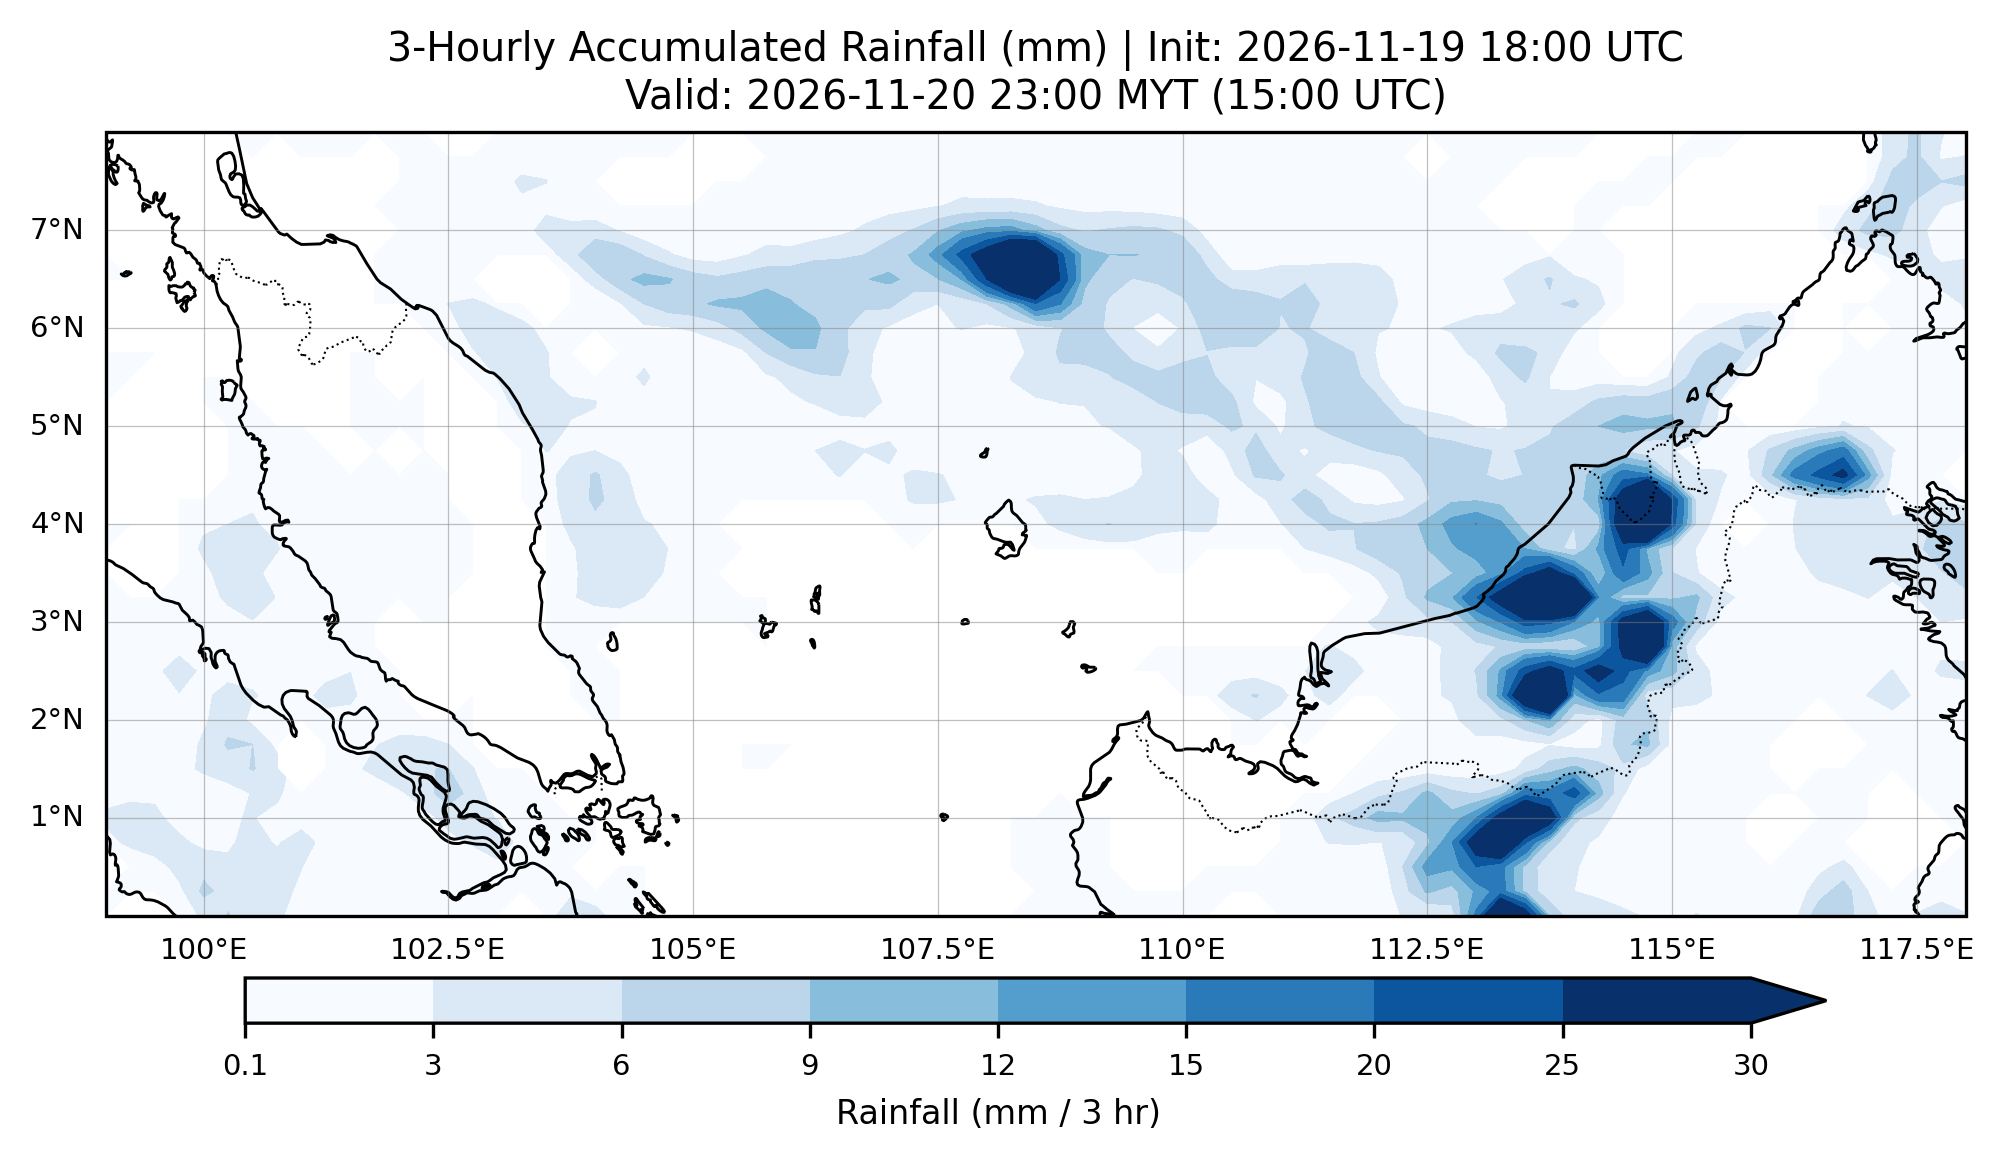 3-Hourly Accumulated Rainfall (mm) | Init: 2026-11-19 18:00 UTC
Valid: 2026-11-20 23:00 MYT (15:00 UTC)
7°N
6°N
5°N
4°N
3°N
2°N
1°N
100°E 102.5°E 105°E 107.5°E 110°E 112.5°E 115°E 117.5°E
0.1 3 6 9 12 15 20 25 30
Rainfall (mm / 3 hr)